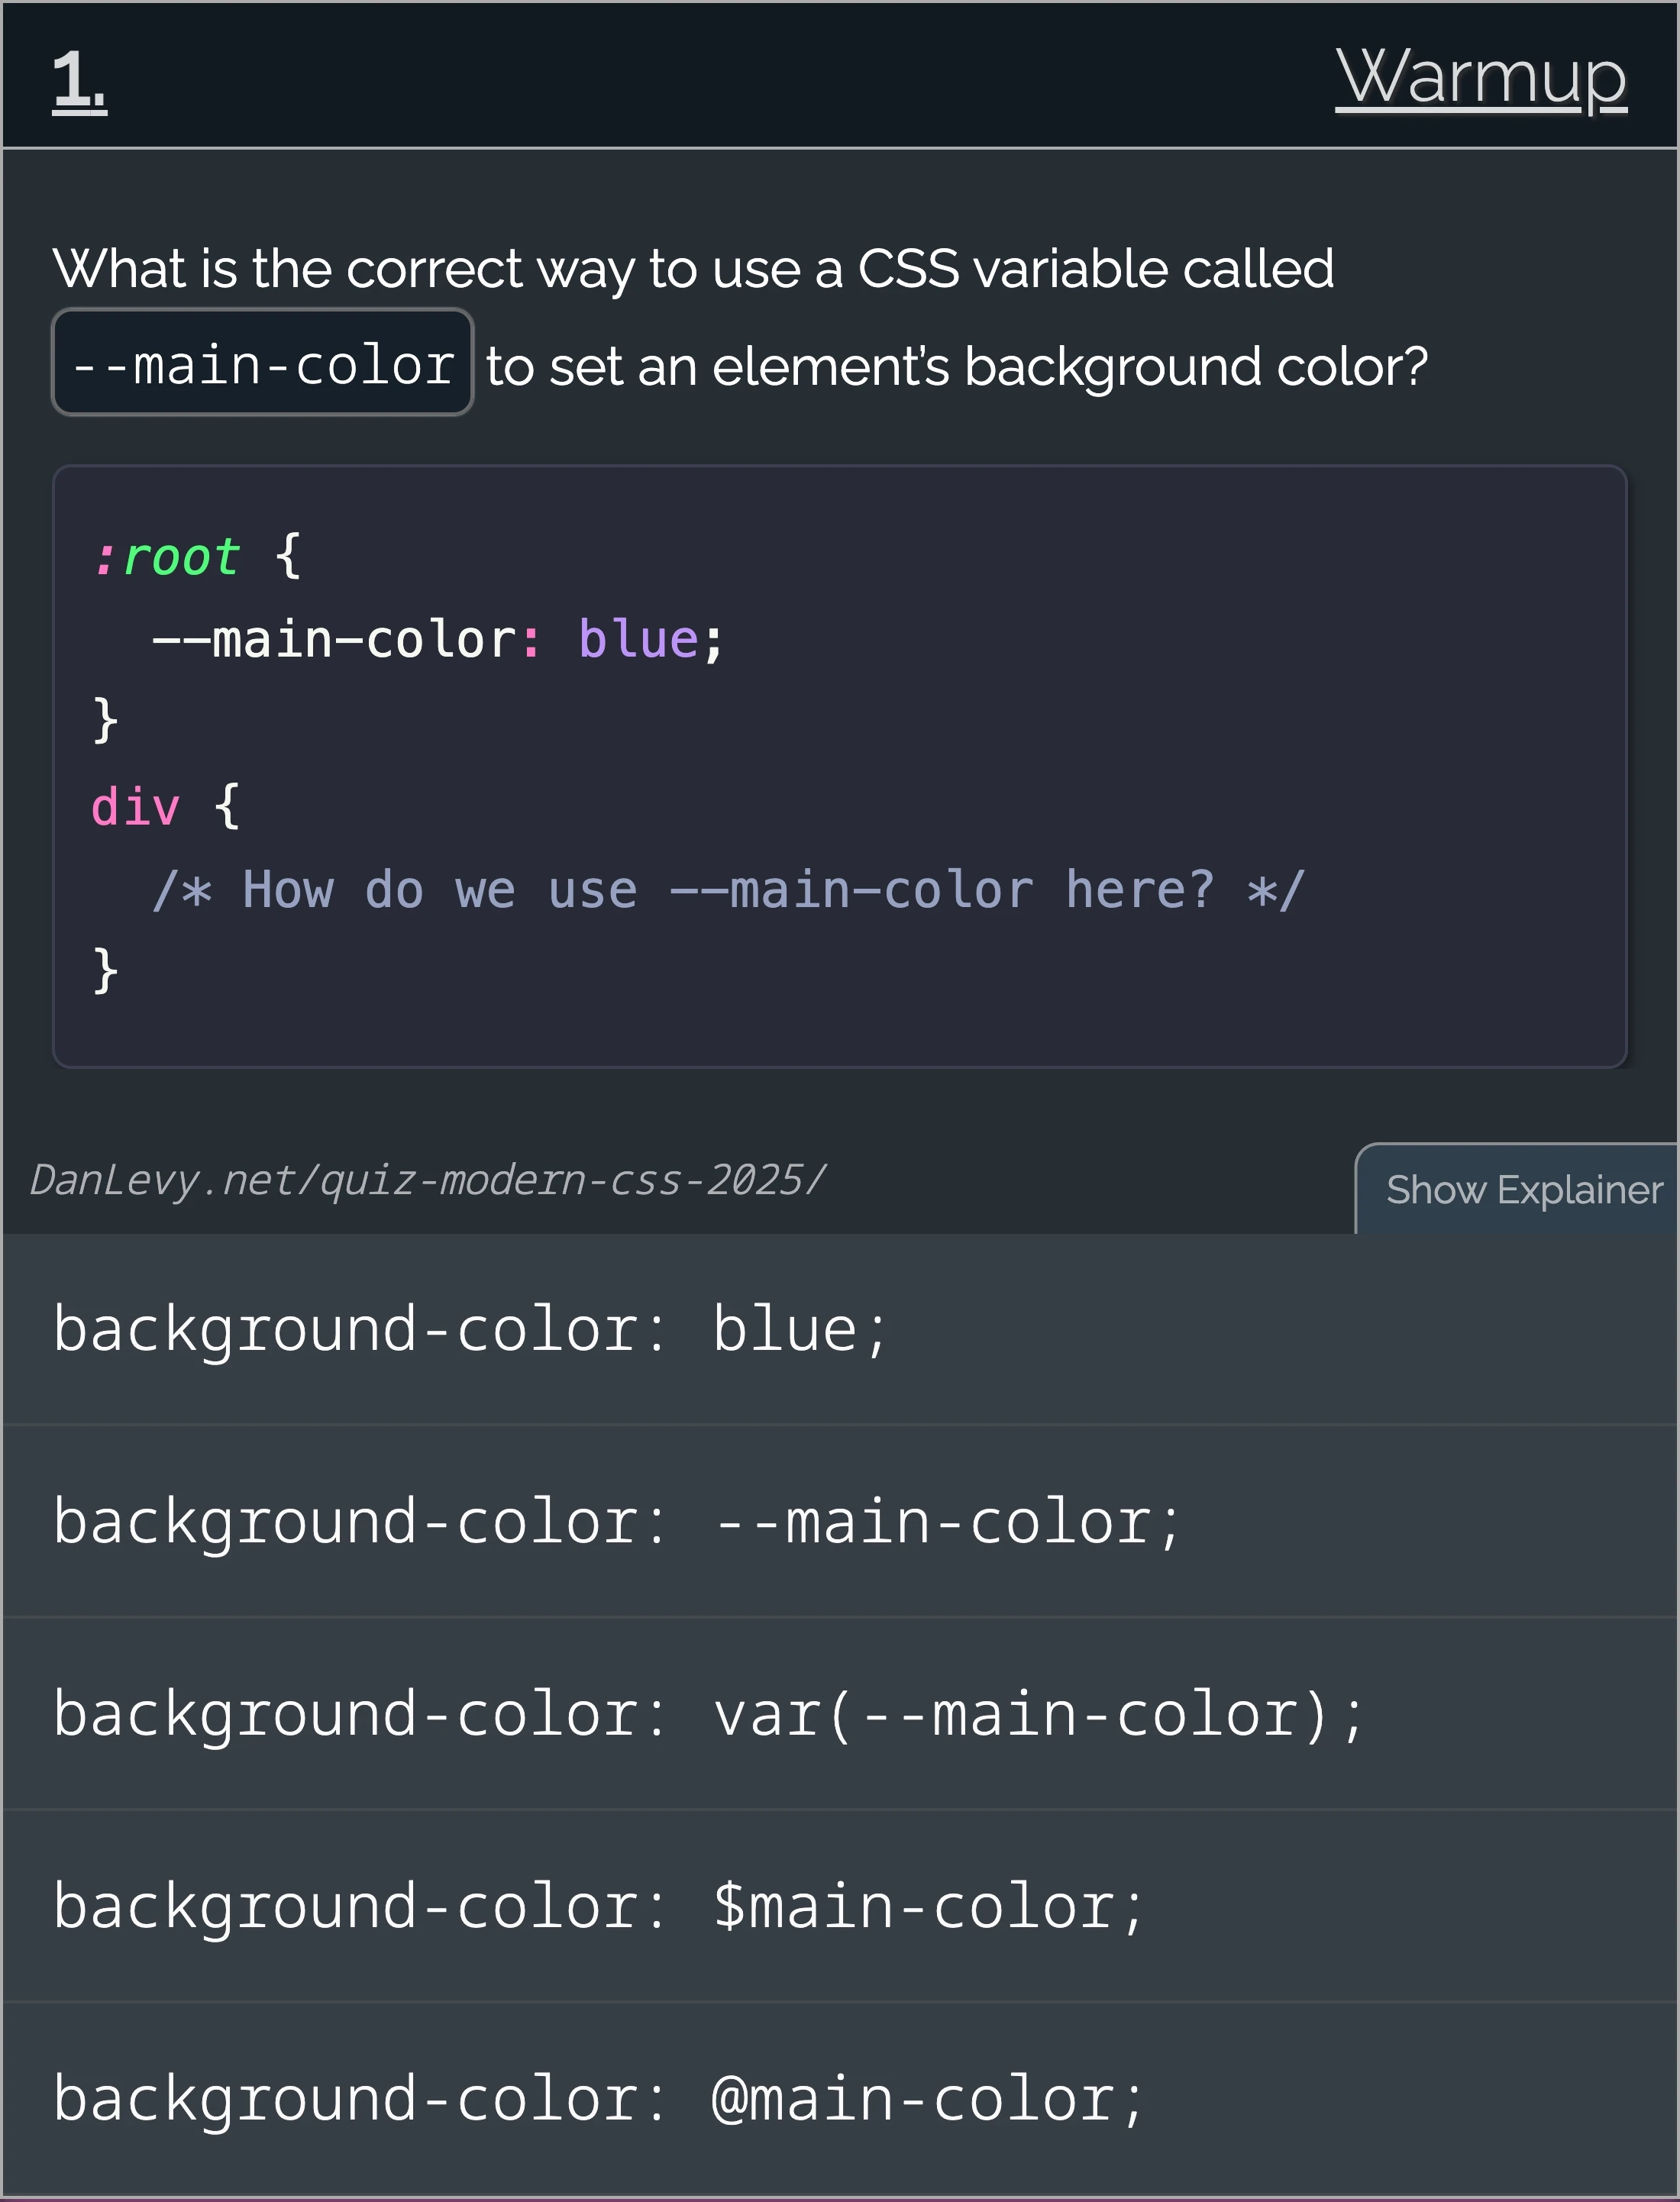 1.
Warmup
What is the correct way to use a CSS variable called
--main-color to set an element’s background color?
:root {
  --main-color: blue;
}
div {
  /* How do we use --main-color here? */
}
DanLevy.net/quiz-modern-css-2025/
Show Explainer
background-color: blue;
background-color: --main-color;
background-color: var(--main-color);
background-color: $main-color;
background-color: @main-color;